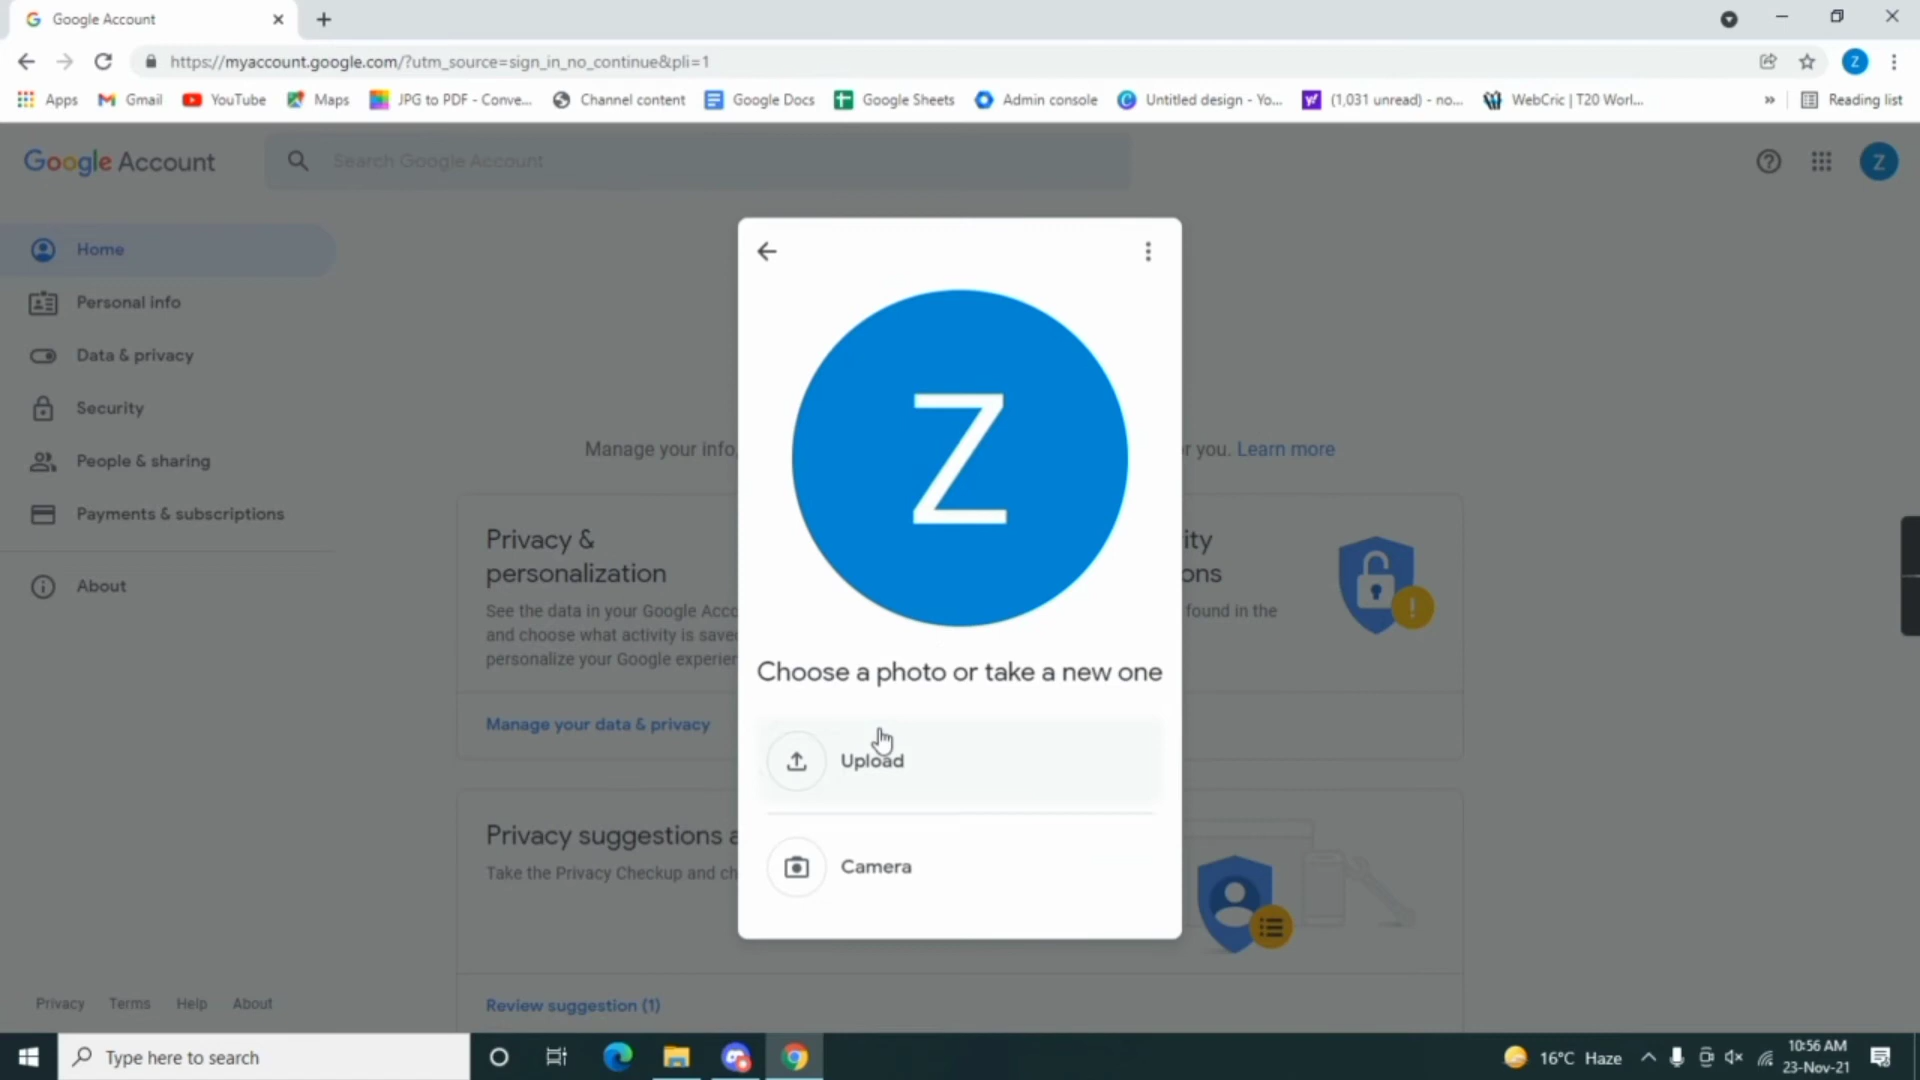 Google Account
https://myaccount.google.com/?utm_source=sign_in_no_continue&pli=1
Z
Apps
Gmail
YouTube
Maps
JPG to PDF - Conve...
Channel content
Google Docs
Google Sheets
Admin console
Untitled design - Yo...
(1,031 unread) - no...
WebCric | T20 Worl...
»
Reading list
Google Account
Search Google Account
Z
Home
Personal info
Data & privacy
Security
People & sharing
Payments & subscriptions
About
Z
Choose a photo or take a new one
Upload
Camera
Manage your info,
r you. Learn more
Privacy &
personalization
See the data in your Google Acco
and choose what activity is save
personalize your Google experien
Manage your data & privacy
ity
ons
found in the
Privacy suggestions a
Take the Privacy Checkup and ch
Review suggestion (1)
Privacy Terms Help About
Type here to search
16°C Haze
10:56 AM
23-Nov-21